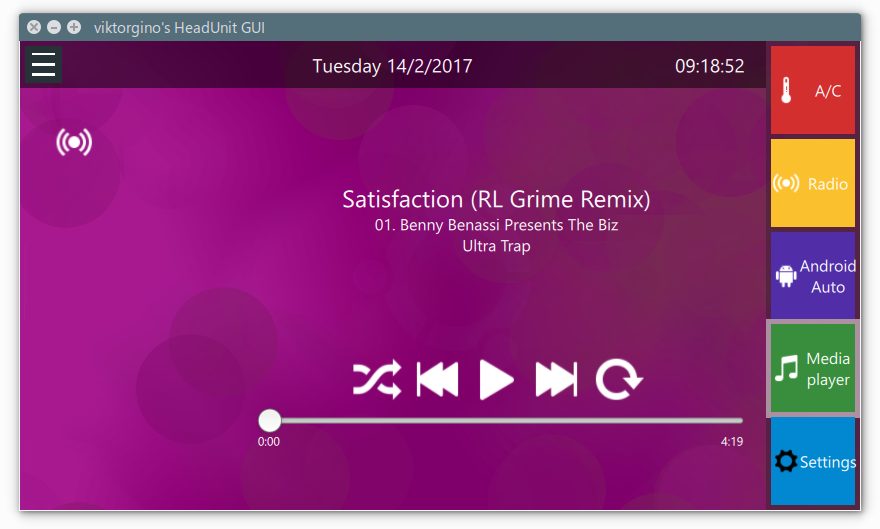 viktorgino's HeadUnit GUI
Tuesday 14/2/2017
09:18:52
A/C
Radio
Satisfaction (RL Grime Remix)
01. Benny Benassi Presents The Biz
Ultra Trap
Android
Auto
Media
player
0:00
4:19
Settings